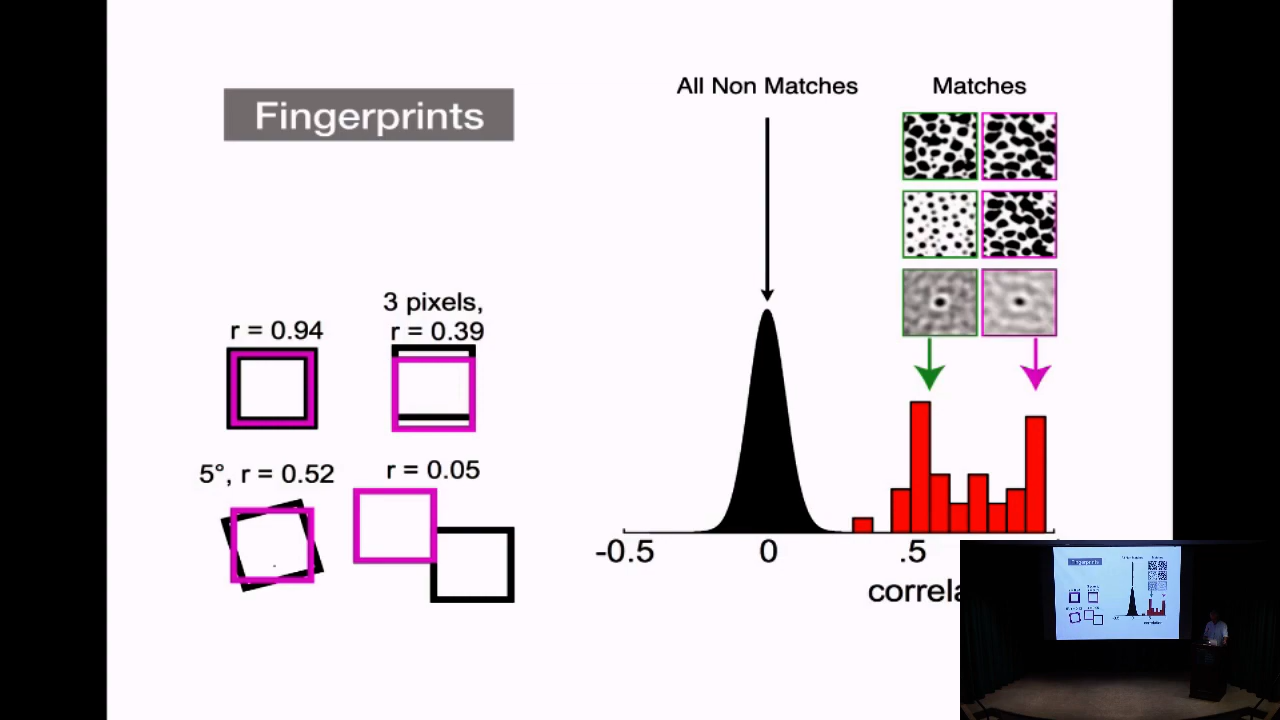 Fingerprints
All Non Matches
Matches
r = 0.94
3 pixels,
r = 0.39
5°, r = 0.52
r = 0.05
-0.5
0
.5